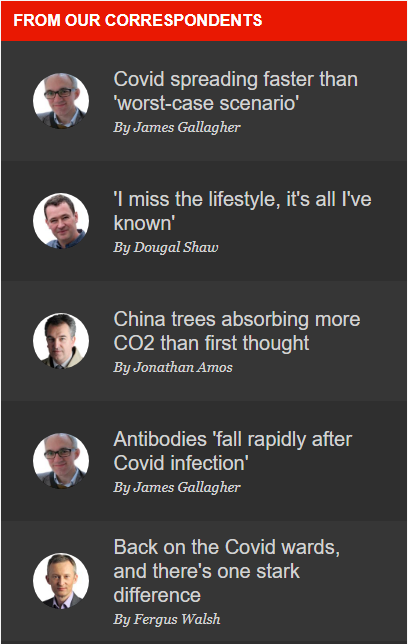 FROM OUR CORRESPONDENTS
Covid spreading faster than
'worst-case scenario'
By James Gallagher
'I miss the lifestyle, it's all I've
known'
By Dougal Shaw
China trees absorbing more
CO2 than first thought
By Jonathan Amos
Antibodies 'fall rapidly after
Covid infection'
By James Gallagher
Back on the Covid wards,
and there's one stark
difference
By Fergus Walsh